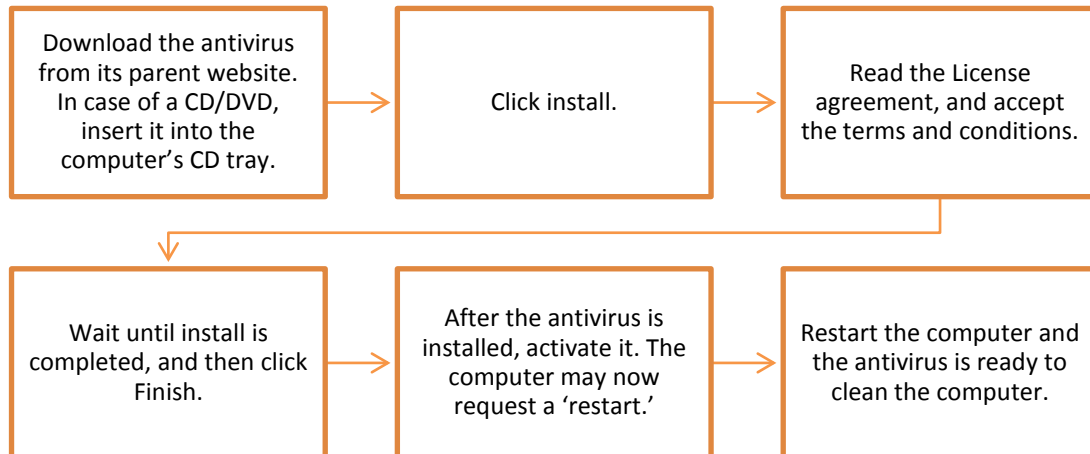 Download the antivirus
from its parent website.
In case of a CD/DVD,
insert it into the
computer’s CD tray.
Click install.
Read the License
agreement, and accept
the terms and conditions.
Wait until install is
completed, and then click
Finish.
After the antivirus is
installed, activate it. The
computer may now
request a ‘restart.’
Restart the computer and
the antivirus is ready to
clean the computer.